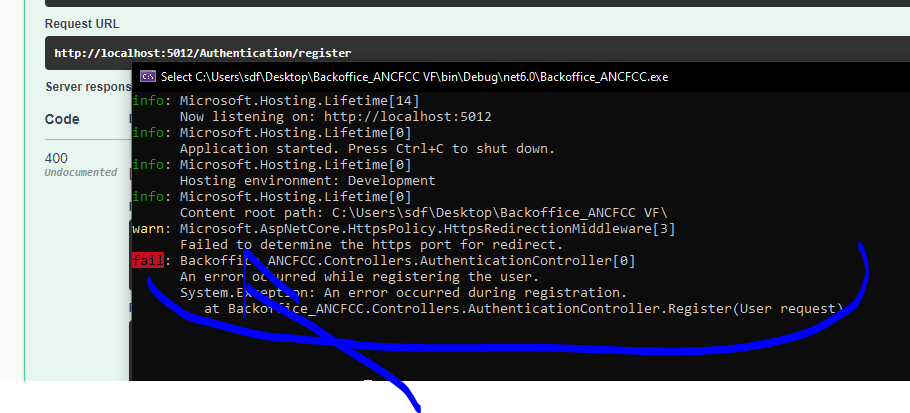 Request URL
http://localhost:5012/Authentication/register
Select C:\Users\sdf\Desktop\Backoffice_ANCFCC VF\bin\Debug\net6.0\Backoffice_ANCFCC.exe
Server respons
Code
400
Undocumented
info: Microsoft.Hosting.Lifetime[14]
Now listening on: http://localhost:5012
info: Microsoft.Hosting.Lifetime[0]
Application started. Press Ctrl+C to shut down.
info: Microsoft.Hosting.Lifetime[0]
Hosting environment: Development
info: Microsoft.Hosting.Lifetime[0]
Content root path: C:\Users\sdf\Desktop\Backoffice_ANCFCC VF\
warn: Microsoft.AspNetCore.HttpsPolicy.HttpsRedirectionMiddleware[3]
Failed to determine the https port for redirect.
fail: Backoffice_ANCFCC.Controllers.AuthenticationController[0]
An error occurred while registering the user.
System.Exception: An error occurred during registration.
at Backoffice_ANCFCC.Controllers.AuthenticationController.Register(User request)